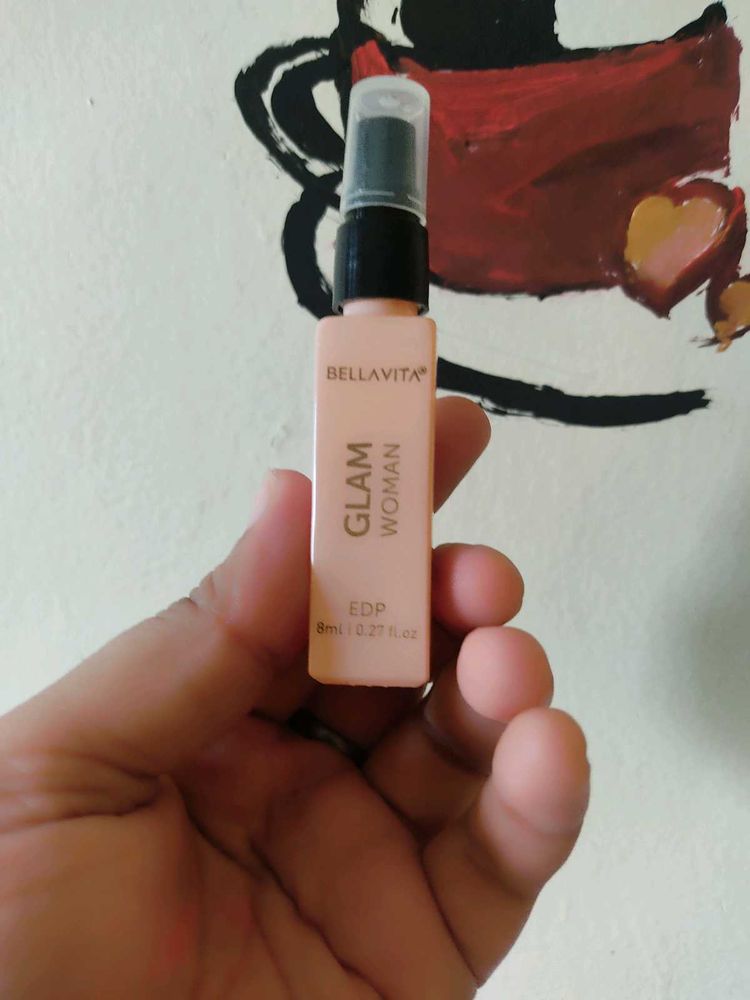 BELLAVITA®
GLAM
WOMAN
EDP
8ml | 0.27 fl.oz